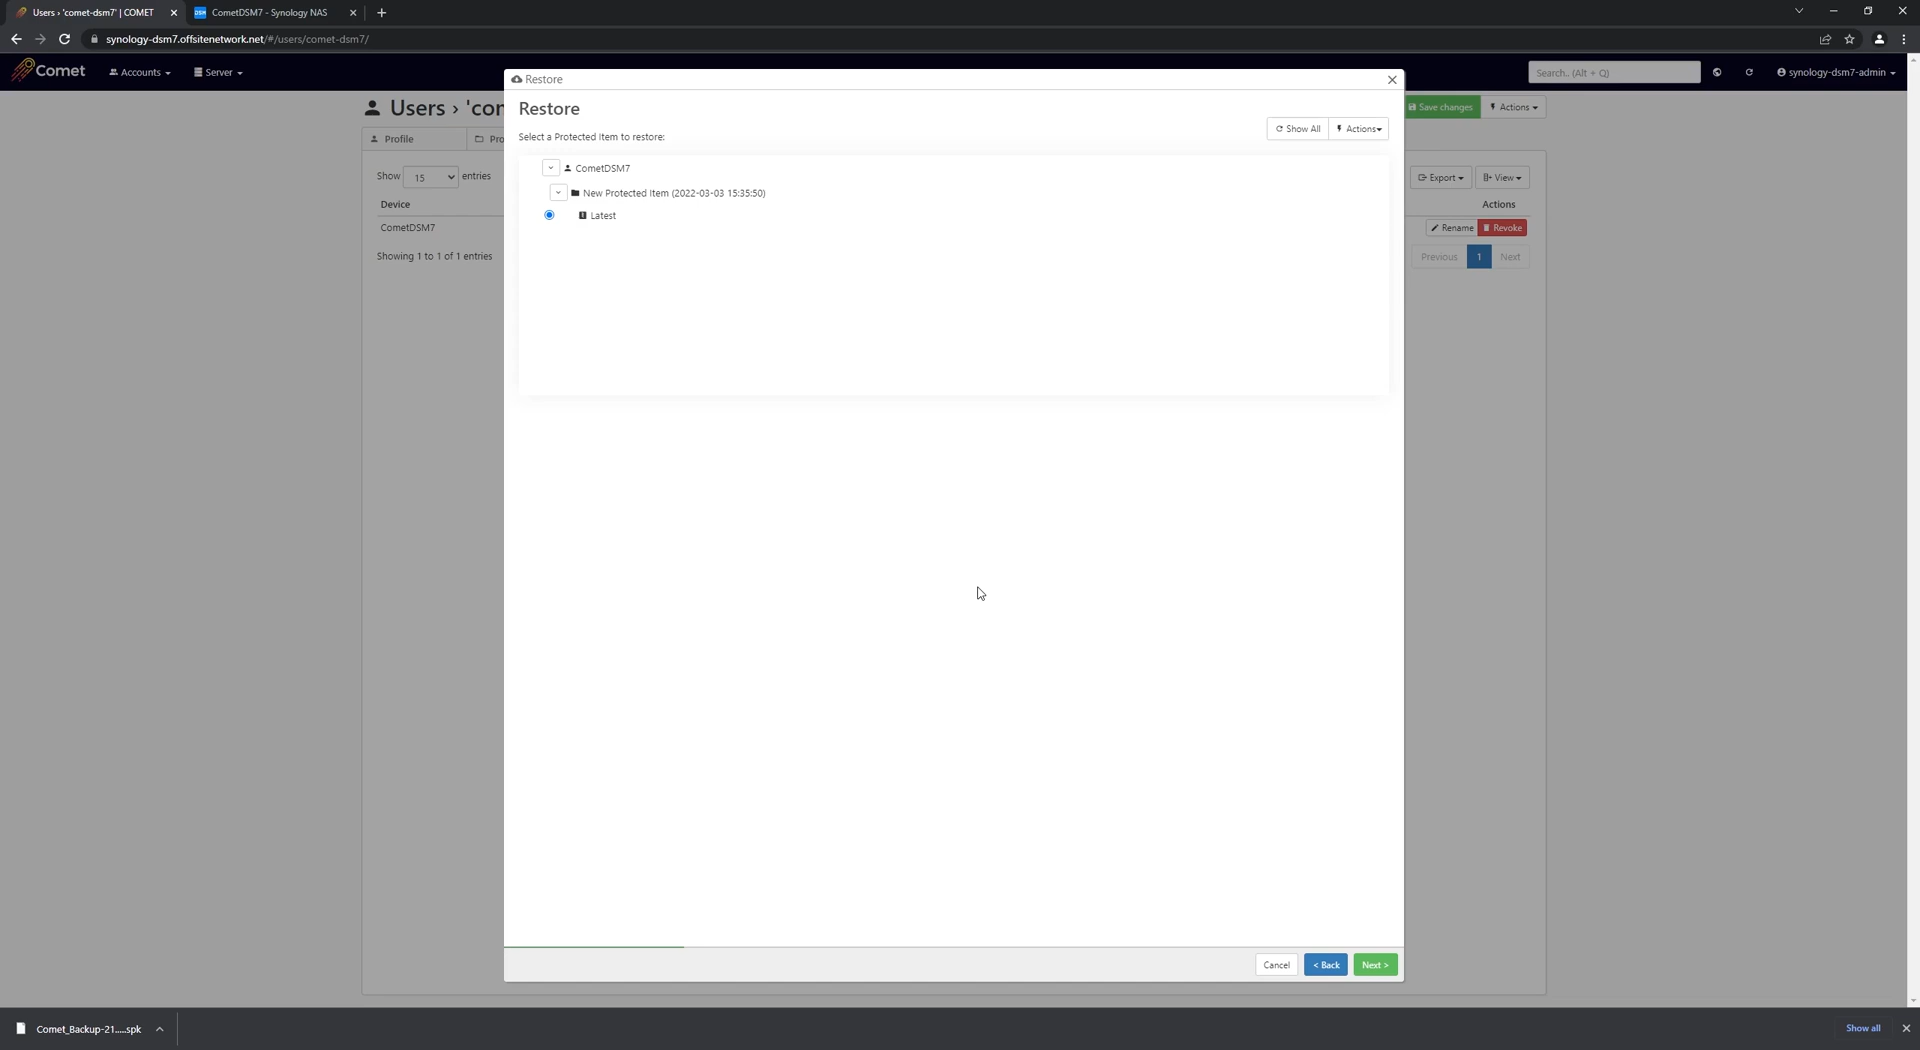 Users › 'comet-dsm7' | COMET
CometDSM7 - Synology NAS
synology-dsm7.offsitenetwork.net/#/users/comet-dsm7/
Comet
Accounts
Server
Search.. (Alt + Q)
synology-dsm7-admin
Users › 'con
Save changes
Actions
Profile
Pro
Show 15 entries
Export
View
Device
Actions
CometDSM7
Rename
Revoke
Showing 1 to 1 of 1 entries
Previous
1
Next
Restore
Restore
Select a Protected Item to restore:
Show All
Actions
CometDSM7
New Protected Item (2022-03-03 15:35:50)
Latest
Cancel
< Back
Next >
Comet_Backup-21.....spk
Show all